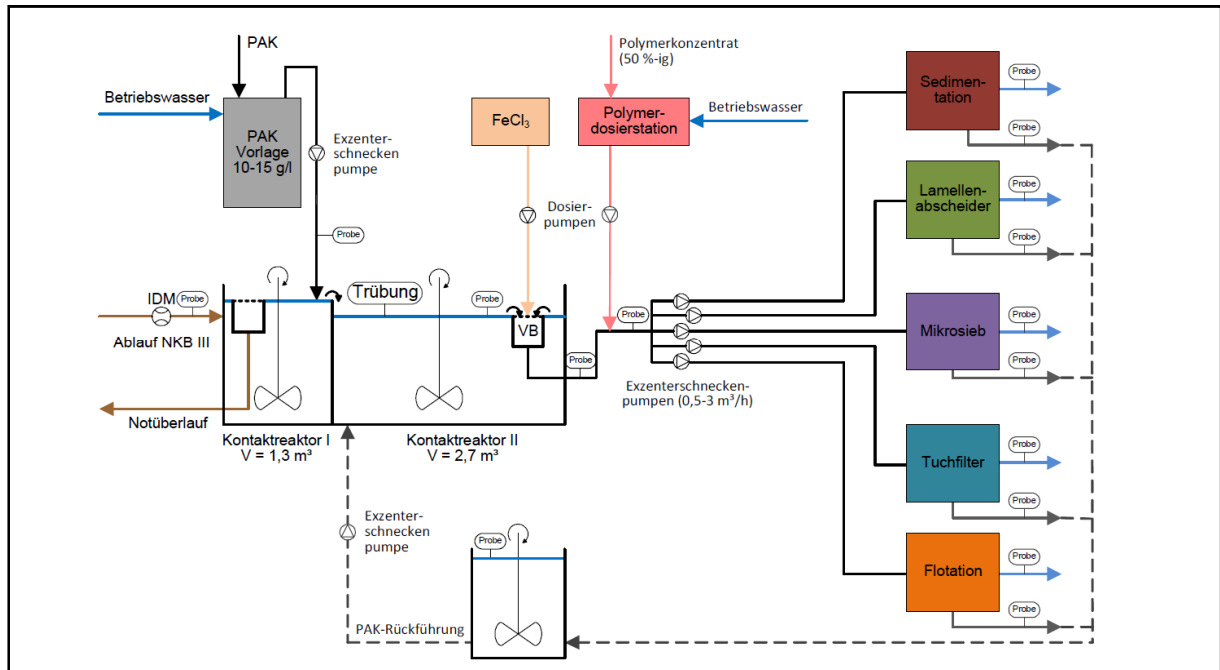 PAK
Betriebswasser
PAK
Vorlage
10-15 g/l
Exzenter-
schnecken
pumpe
Probe
FeCl₃
Polymerkonzentrat
(50 %-ig)
Polymer-
dosierstation
Betriebswasser
Dosier-
pumpen
IDM
Probe
Ablauf NKB III
Notüberlauf
Trübung
Probe
VB
Probe
Probe
Kontaktreaktor I
V = 1,3 m³
Kontaktreaktor II
V = 2,7 m³
Exzenterschnecken-
pumpen (0,5-3 m³/h)
Sedimen-
tation
Probe
Probe
Lamellen-
abscheider
Probe
Probe
Mikrosieb
Probe
Probe
Tuchfilter
Probe
Probe
Flotation
Probe
Probe
Exzenter-
schnecken
pumpe
Probe
PAK-Rückführung